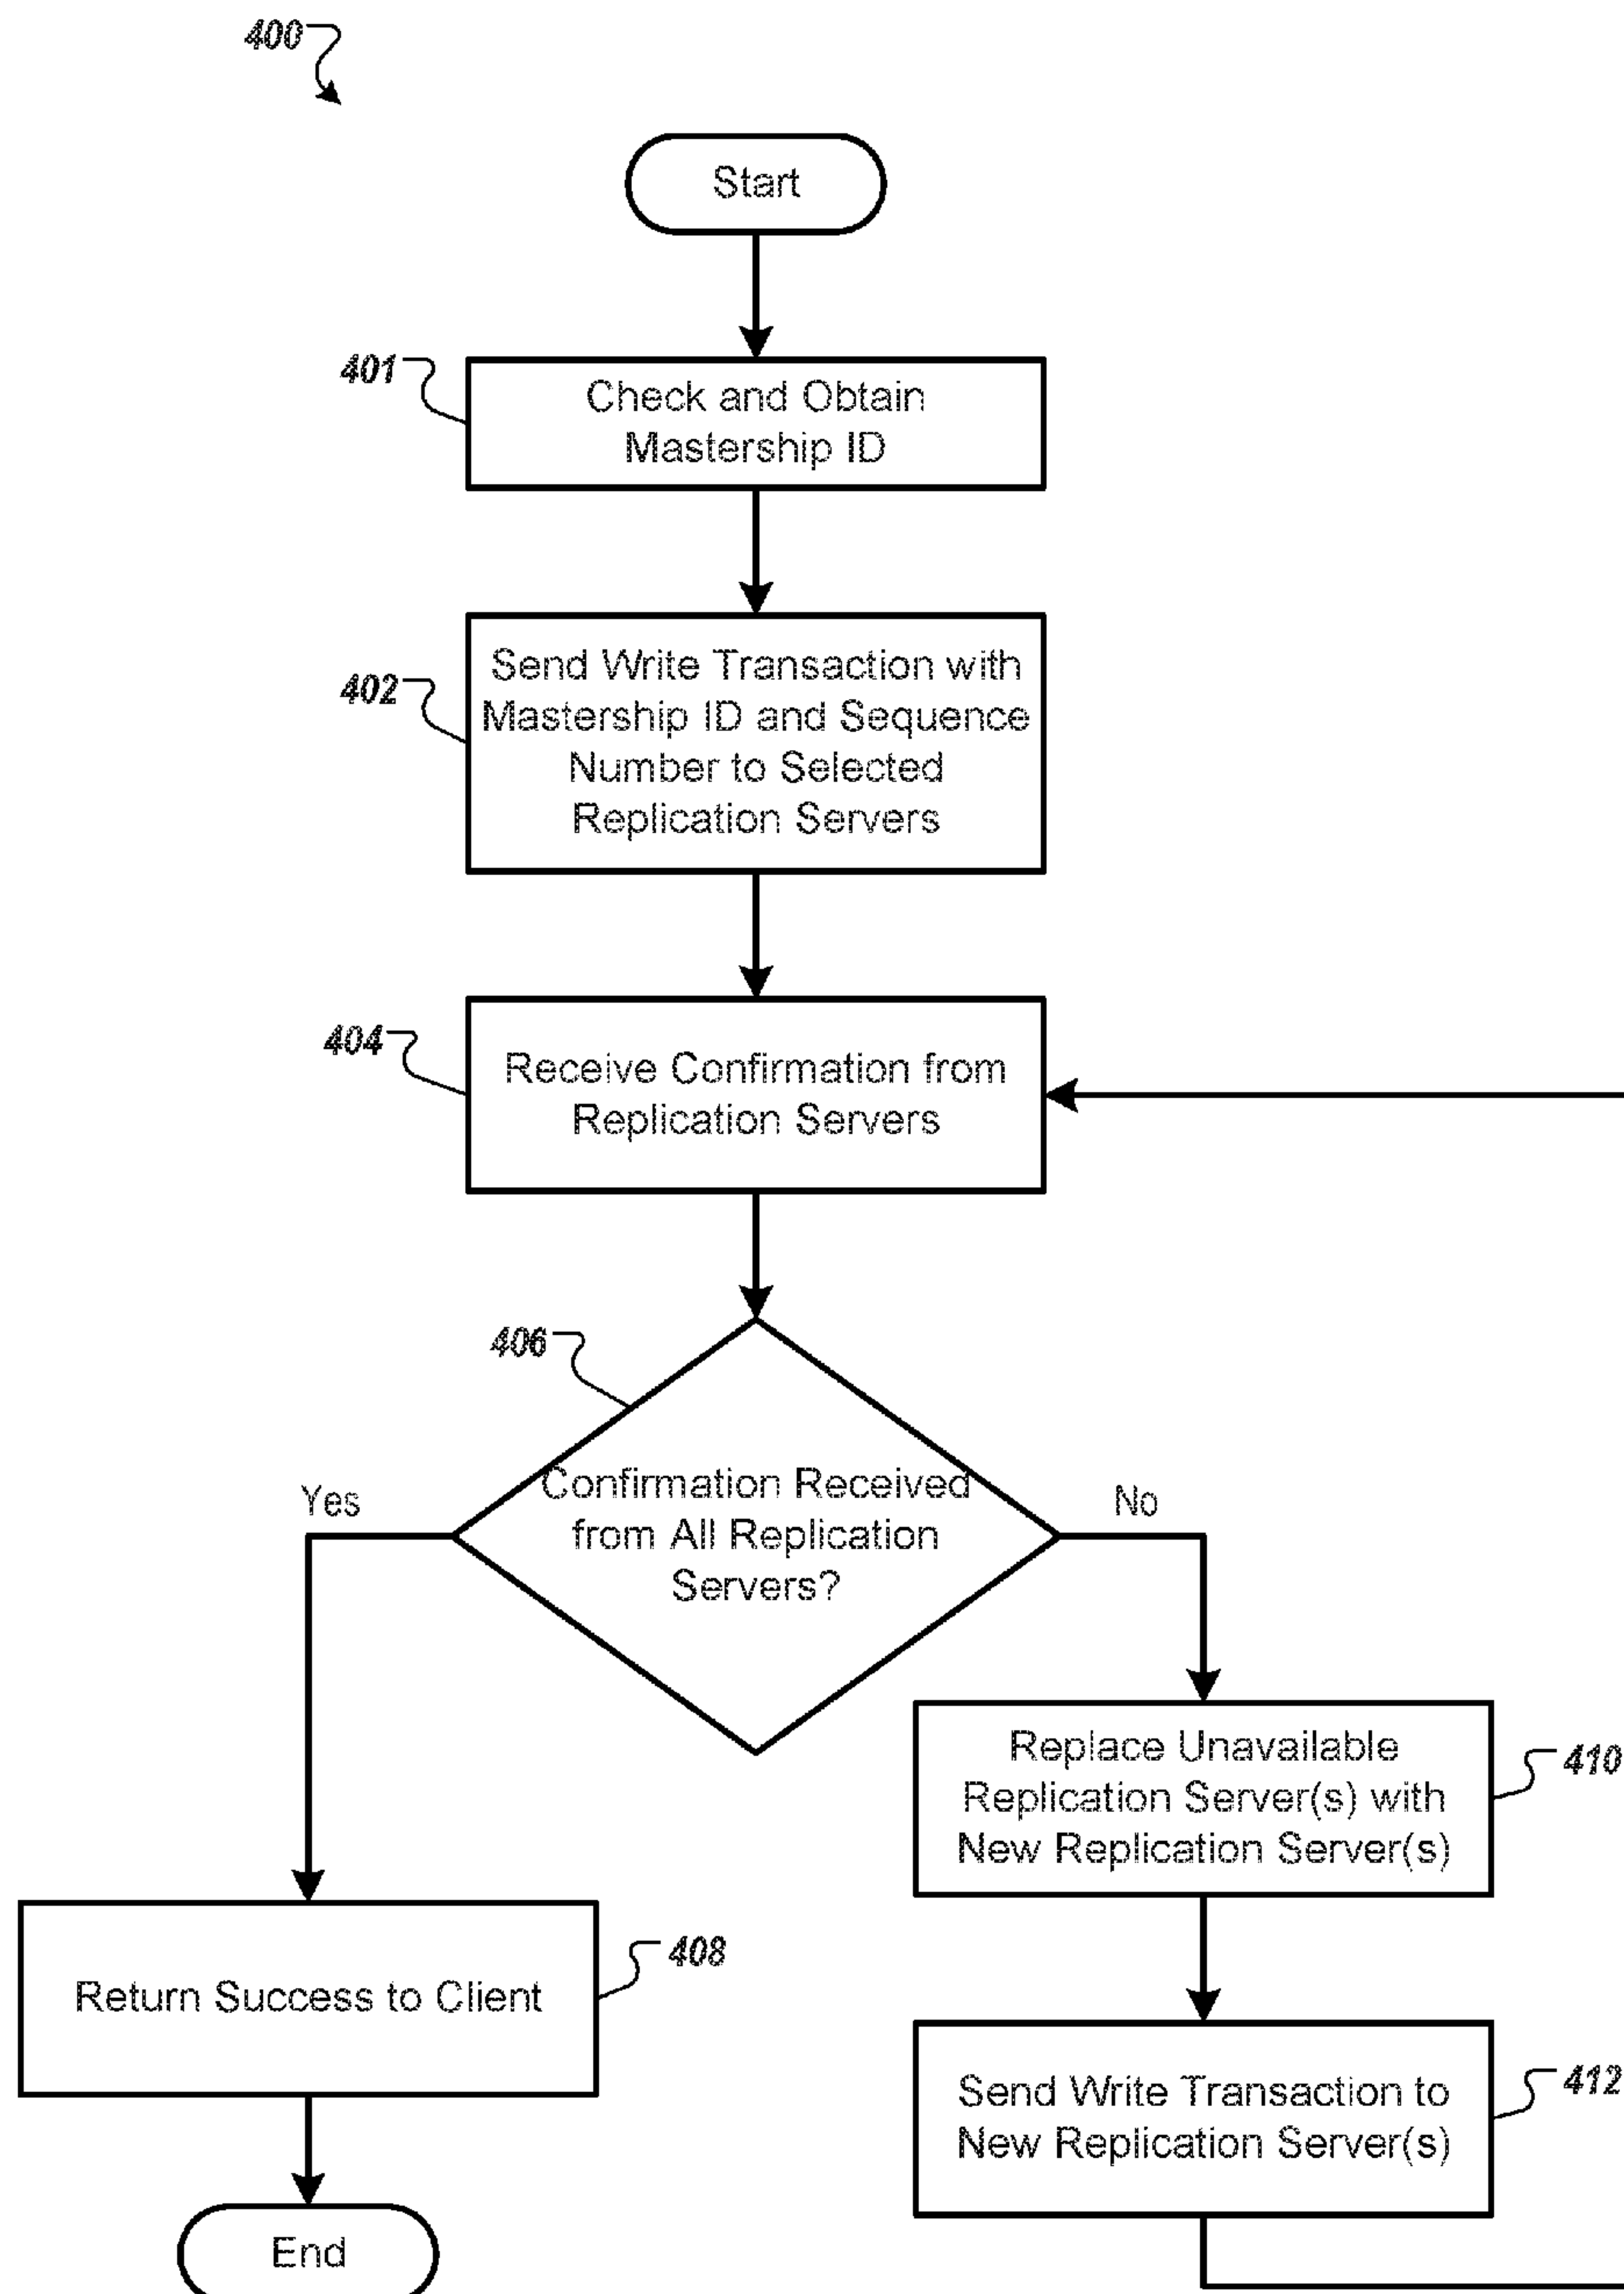 400
Start
401
Check and Obtain
Mastership ID
402
Send Write Transaction with
Mastership ID and Sequence
Number to Selected
Replication Servers
404
Receive Confirmation from
Replication Servers
406
Confirmation Received
from All Replication
Servers?
Yes
No
Replace Unavailable
Replication Server(s) with
New Replication Server(s)
410
Return Success to Client
408
Send Write Transaction to
New Replication Server(s)
412
End